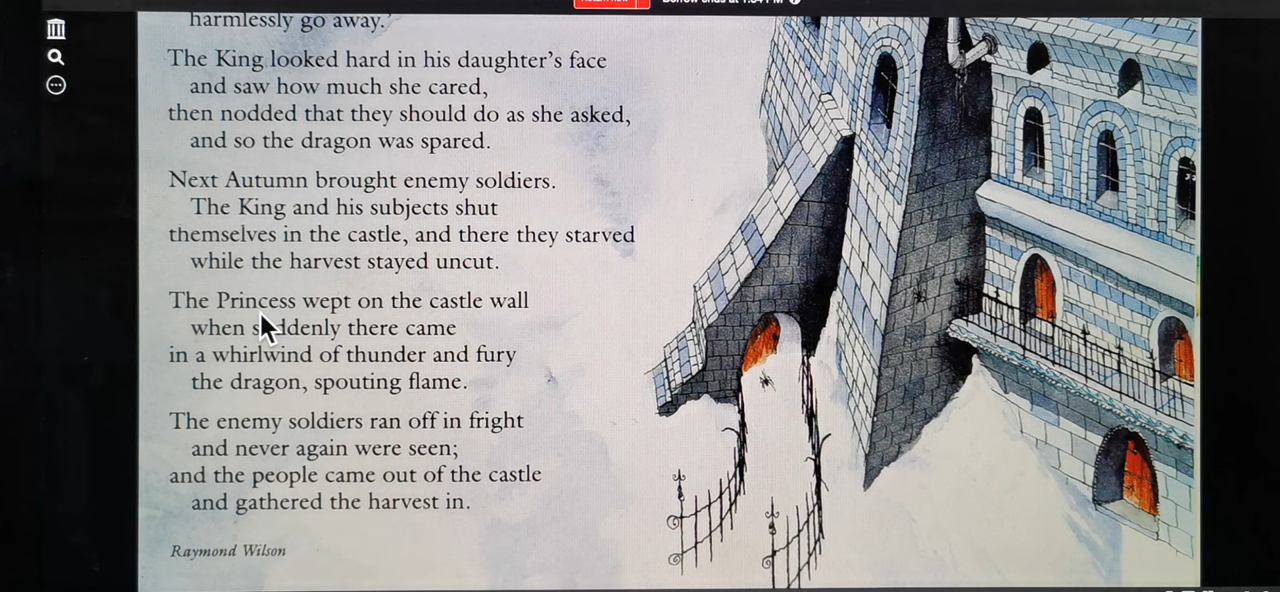 harmlessly go away.’
The King looked hard in his daughter’s face
and saw how much she cared,
then nodded that they should do as she asked,
and so the dragon was spared.
Next Autumn brought enemy soldiers.
The King and his subjects shut
themselves in the castle, and there they starved
while the harvest stayed uncut.
The Princess wept on the castle wall
when suddenly there came
in a whirlwind of thunder and fury
the dragon, spouting flame.
The enemy soldiers ran off in fright
and never again were seen;
and the people came out of the castle
and gathered the harvest in.
Raymond Wilson